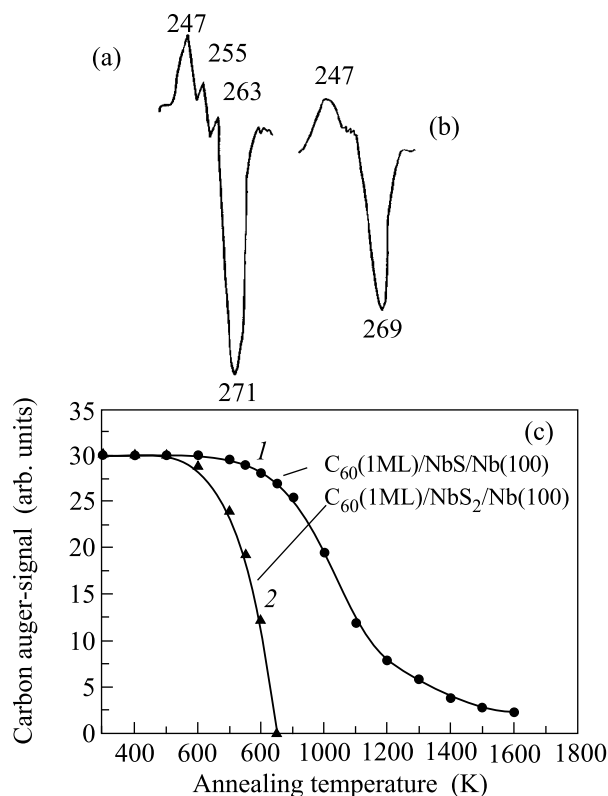 247
(a)
255
263
247
(b)
271
269
Carbon auger-signal (arb. units)
35
30
25
20
15
10
5
0
1
(c)
C₆₀(1ML)/NbS/Nb(100)
C₆₀(1ML)/NbS₂/Nb(100)
2
400 600 800 1000 1200 1400 1600 1800
Annealing temperature (K)